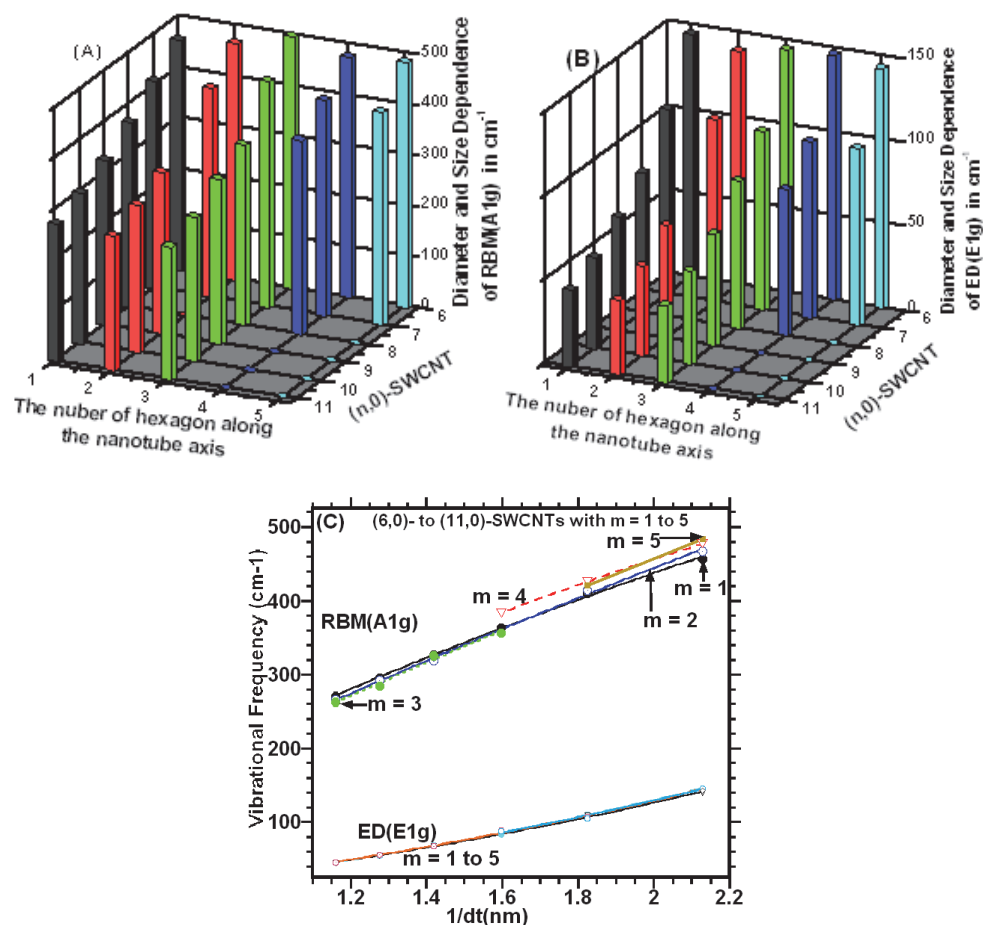 (A)
500
400
300
200
100
0
Diameter and Size Dependence
of RBM(A1g) in cm-1
6
7
8
9
10
11
(n,0)-SWCNT
1
2
3
4
5
The nuber of hexagon along
the nanotube axis
(B)
150
100
50
0
Diameter and Size Dependence
of ED(E1g) in cm-1
6
7
8
9
10
11
(n,0)-SWCNT
1
2
3
4
5
The nuber of hexagon along
the nanotube axis
(C)
(6,0)- to (11,0)-SWCNTs with m = 1 to 5
500
400
300
200
100
Vibrational Frequency (cm-1)
m = 5
m = 4
m = 1
m = 2
RBM(A1g)
m = 3
ED(E1g)
m = 1 to 5
1.2
1.4
1.6
1.8
2
2.2
1/dt(nm)